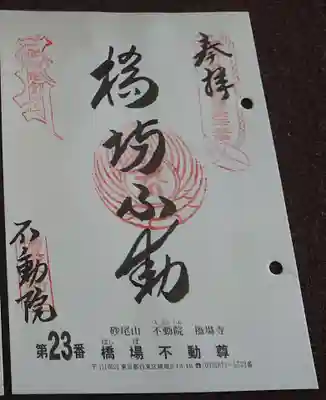 奉拝
橋場ふ動
不動院
砂尾山 不動院 橋場寺
第23番 橋場不動尊